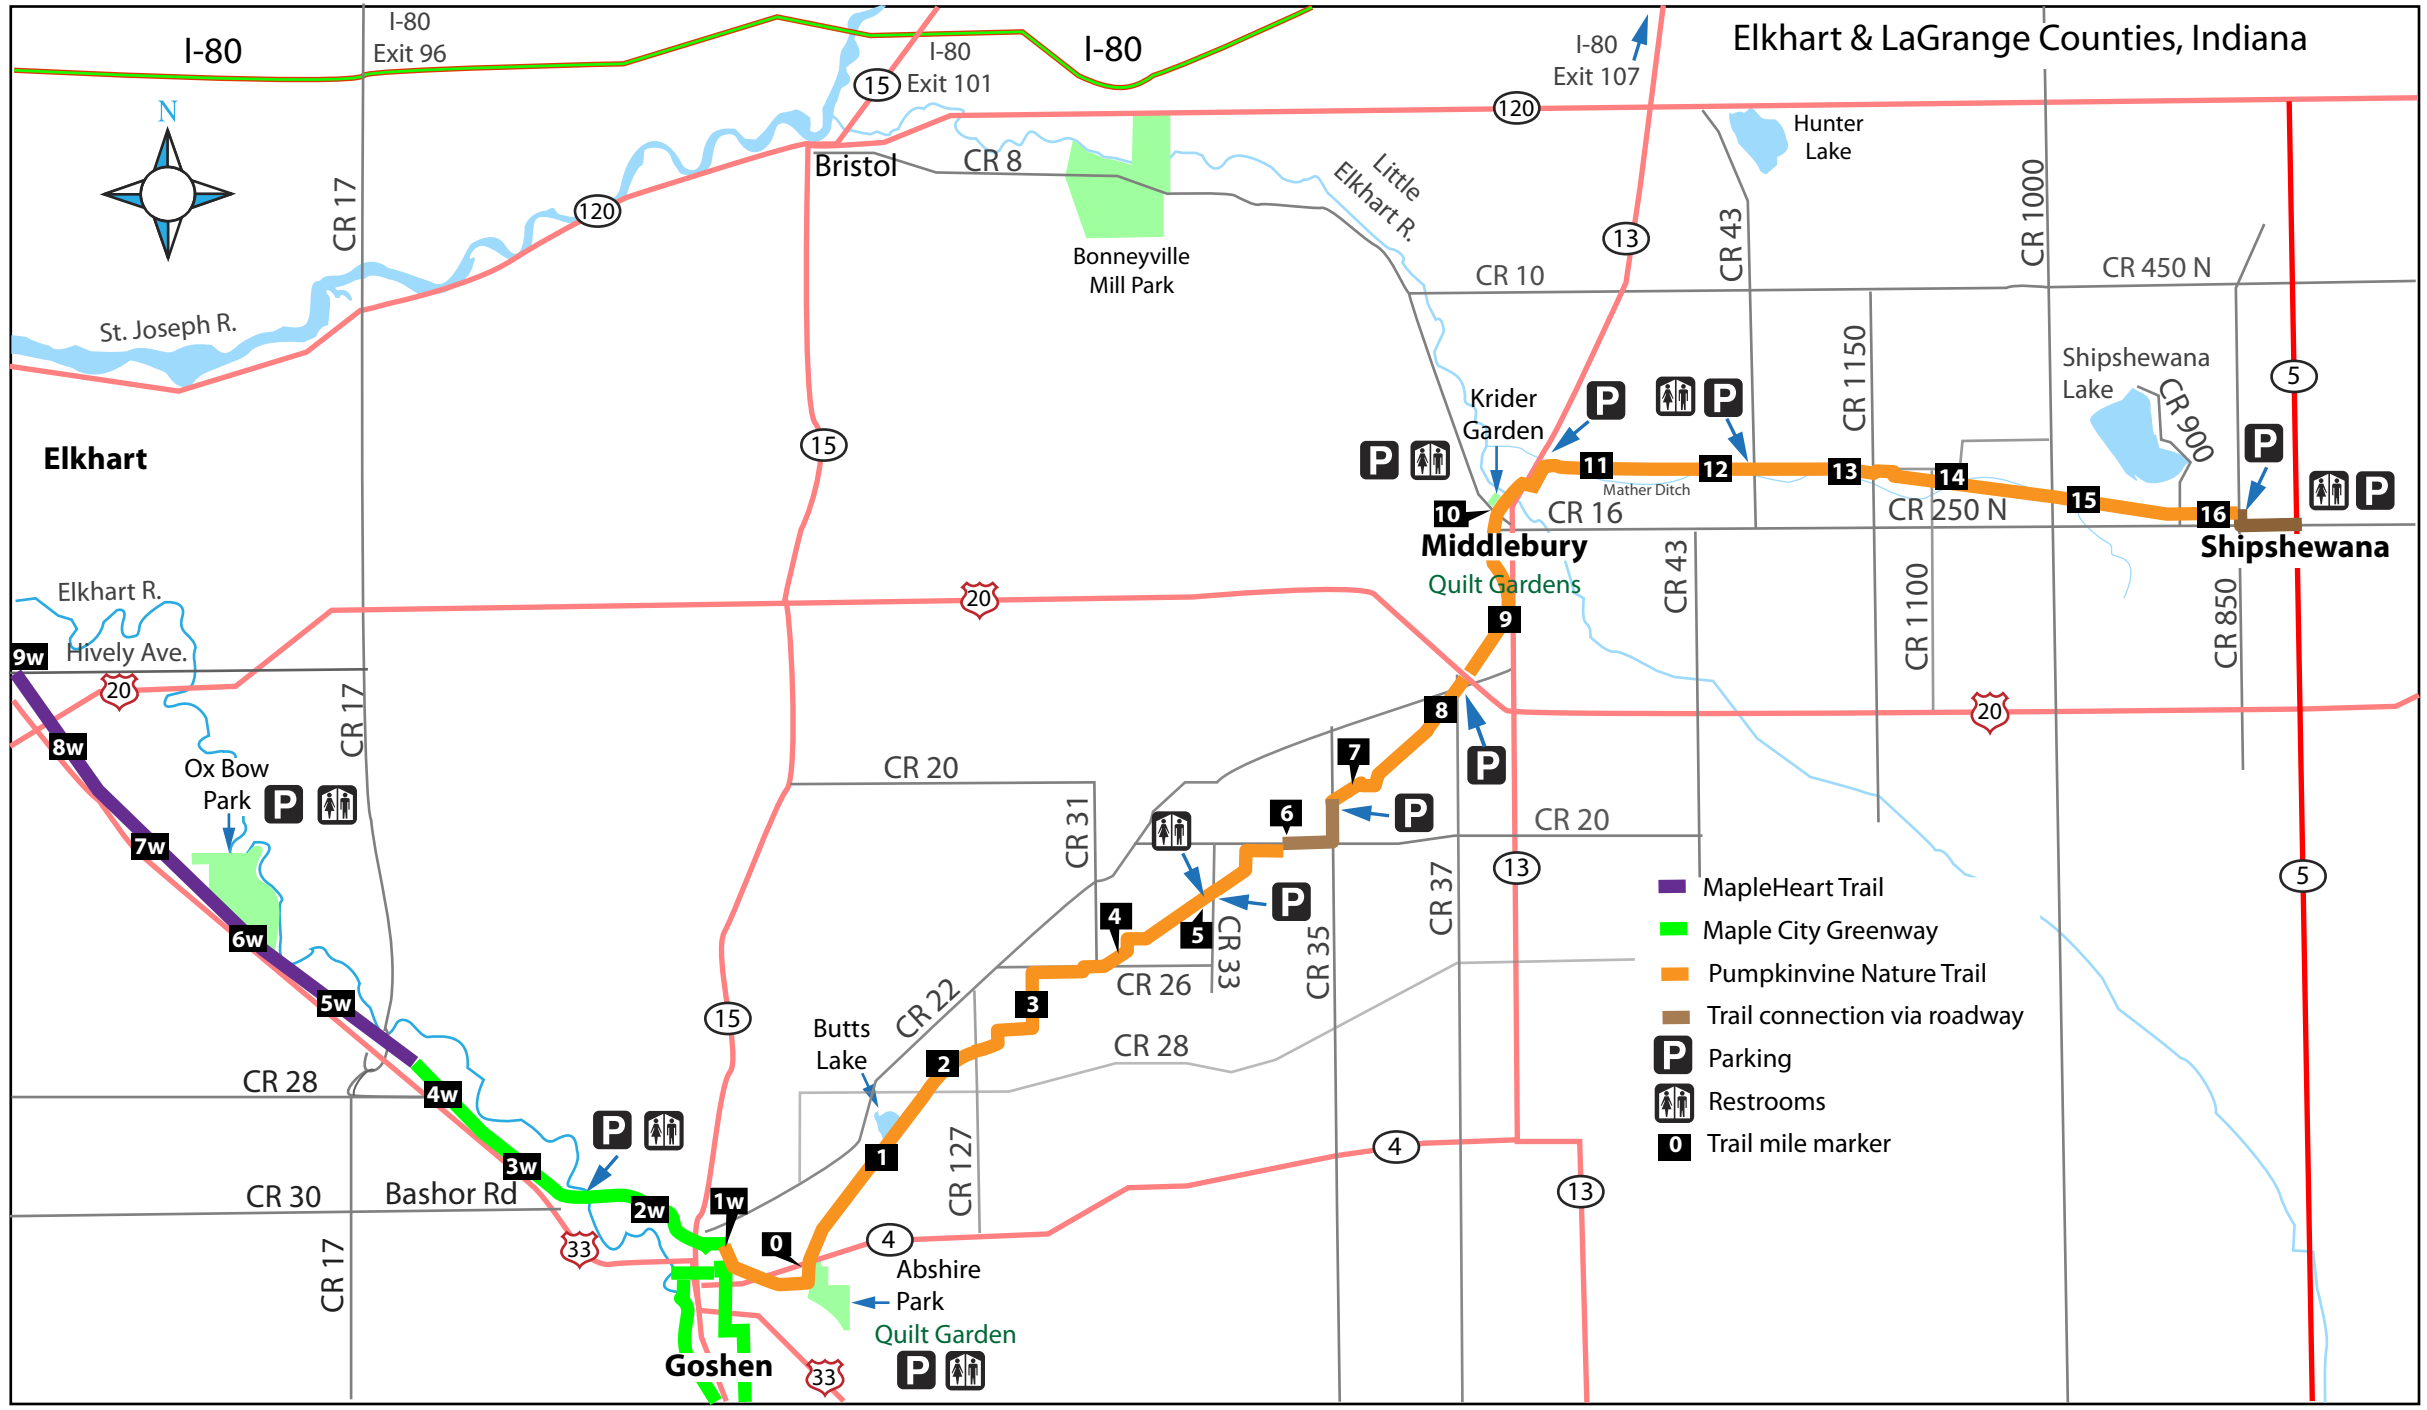 Elkhart & LaGrange Counties, Indiana
I-80
I-80
Exit 96
I-80
Exit 101
I-80
I-80
Exit 107
N
15
120
Hunter
Lake
Bristol
CR 8
Little
Elkhart R.
CR 17
120
13
CR 43
CR 1000
Bonneyville
Mill Park
CR 10
CR 450 N
St. Joseph R.
CR 1150
Shipshewana
Lake
5
CR 900
Krider
Garden
P
P
P
P
15
Elkhart
P
11
12
13
14
15
16
Mather Ditch
10
CR 16
CR 250 N
Middlebury
Shipshewana
Quilt Gardens
CR 43
CR 1100
CR 850
Elkhart R.
20
9
9w
Hively Ave.
20
CR 17
8
20
8w
7
P
Ox Bow
Park
P
CR 20
CR 31
6
P
CR 20
7w
13
5
CR 37
MapleHeart Trail
4
P
5
CR 33
CR 35
6w
Maple City Greenway
Pumpkinvine Nature Trail
CR 26
5w
3
CR 22
15
Trail connection via roadway
Butts
Lake
CR 28
2
P
Parking
CR 28
4w
Restrooms
P
1
4
0
Trail mile marker
3w
CR 127
CR 30
Bashor Rd
2w
1w
13
33
0
4
CR 17
Abshire
Park
Quilt Garden
Goshen
33
P